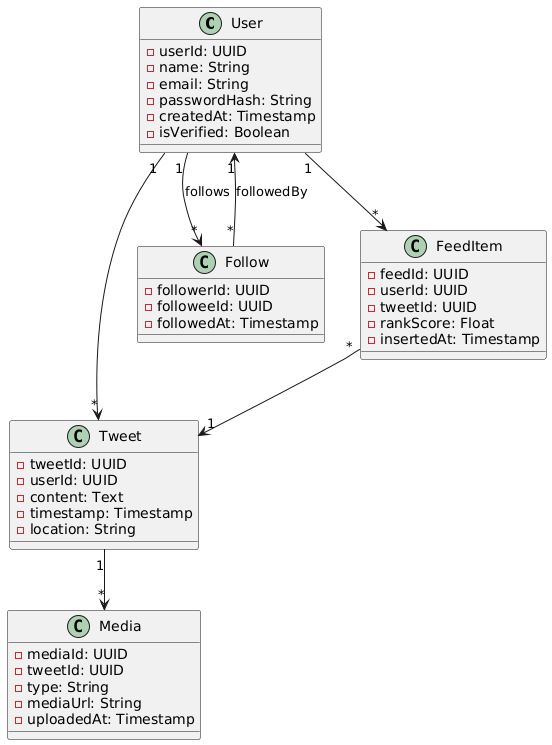 C User
userId: UUID
name: String
email: String
passwordHash: String
createdAt: Timestamp
isVerified: Boolean
1 1 1 1
follows followedBy
* * *
C Follow
followerId: UUID
followeeId: UUID
followedAt: Timestamp
C FeedItem
feedId: UUID
userId: UUID
tweetId: UUID
rankScore: Float
insertedAt: Timestamp
*
* 1
C Tweet
tweetId: UUID
userId: UUID
content: Text
timestamp: Timestamp
location: String
1
*
C Media
mediaId: UUID
tweetId: UUID
type: String
mediaUrl: String
uploadedAt: Timestamp